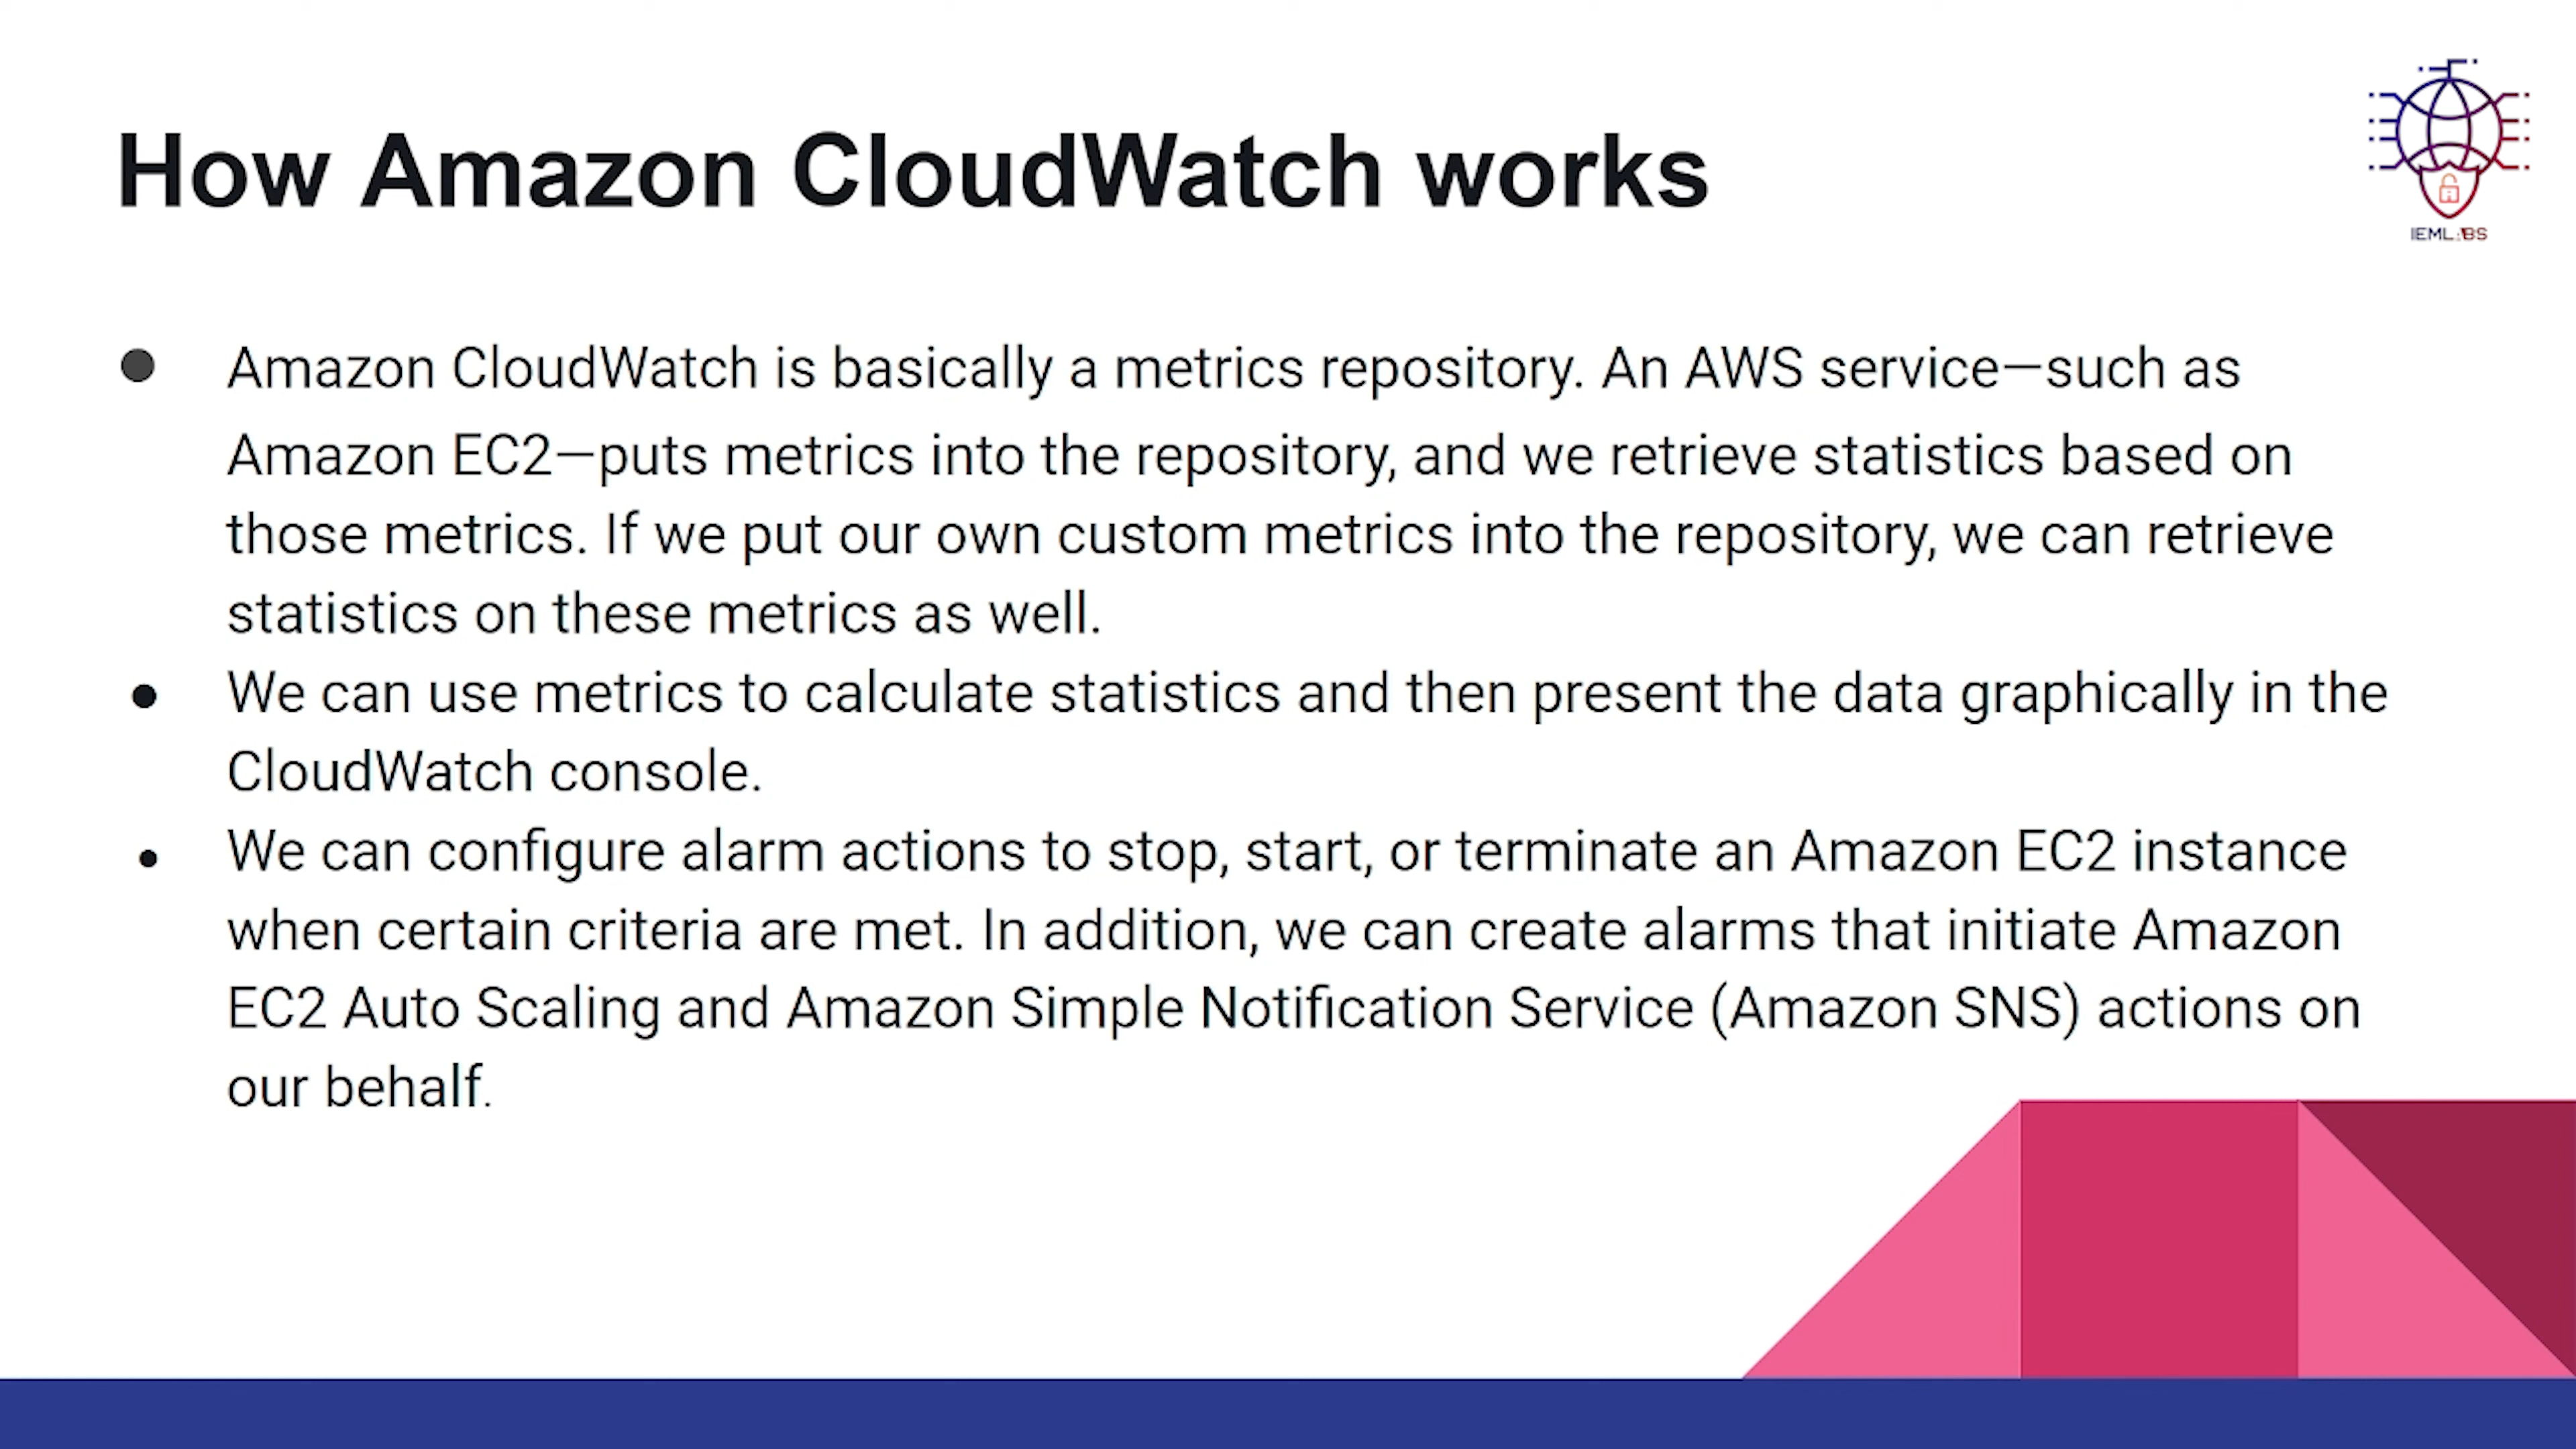 How Amazon CloudWatch works
IEMLABS
Amazon CloudWatch is basically a metrics repository. An AWS service—such as
Amazon EC2—puts metrics into the repository, and we retrieve statistics based on
those metrics. If we put our own custom metrics into the repository, we can retrieve
statistics on these metrics as well.
We can use metrics to calculate statistics and then present the data graphically in the
CloudWatch console.
We can configure alarm actions to stop, start, or terminate an Amazon EC2 instance
when certain criteria are met. In addition, we can create alarms that initiate Amazon
EC2 Auto Scaling and Amazon Simple Notification Service (Amazon SNS) actions on
our behalf.